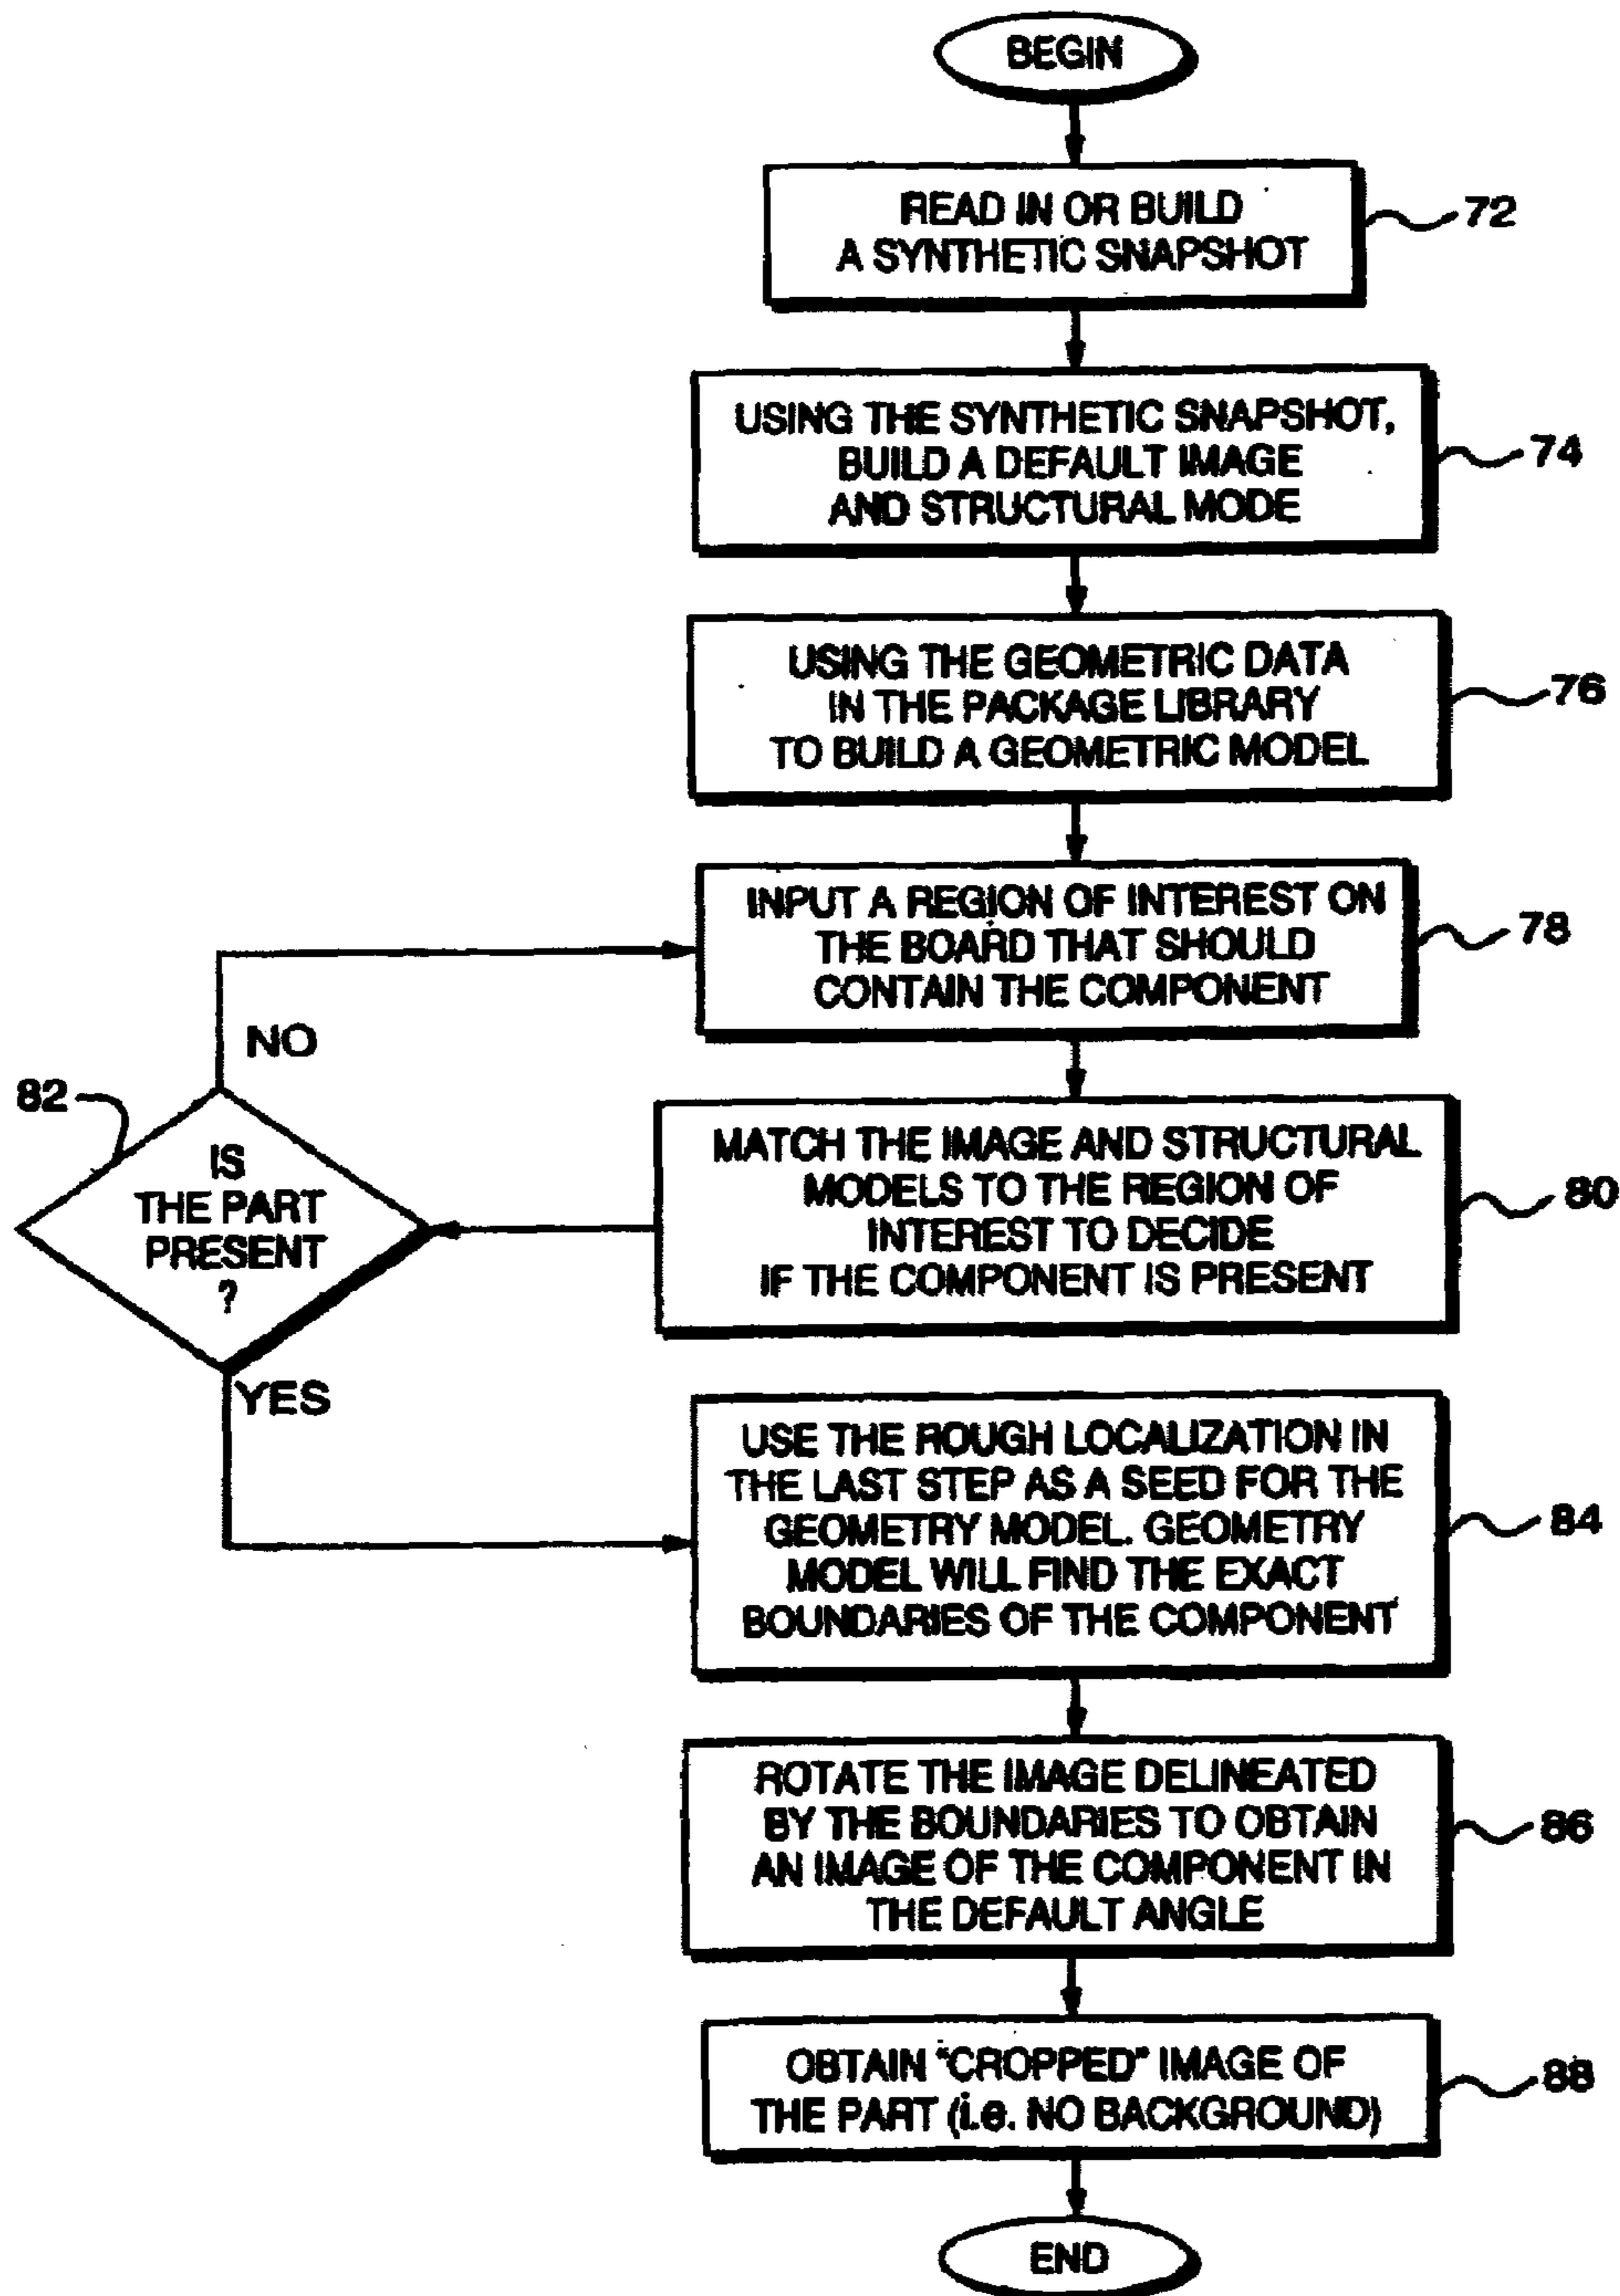 BEGIN
READ IN OR BUILD
A SYNTHETIC SNAPSHOT
72
USING THE SYNTHETIC SNAPSHOT,
BUILD A DEFAULT IMAGE
AND STRUCTURAL MODE
74
USING THE GEOMETRIC DATA
IN THE PACKAGE LIBRARY
TO BUILD A GEOMETRIC MODEL
76
INPUT A REGION OF INTEREST ON
THE BOARD THAT SHOULD
CONTAIN THE COMPONENT
78
MATCH THE IMAGE AND STRUCTURAL
MODELS TO THE REGION OF
INTEREST TO DECIDE
IF THE COMPONENT IS PRESENT
80
NO
82
IS
THE PART
PRESENT
?
YES
USE THE ROUGH LOCALIZATION IN
THE LAST STEP AS A SEED FOR THE
GEOMETRY MODEL. GEOMETRY
MODEL WILL FIND THE EXACT
BOUNDARIES OF THE COMPONENT
84
ROTATE THE IMAGE DELINEATED
BY THE BOUNDARIES TO OBTAIN
AN IMAGE OF THE COMPONENT IN
THE DEFAULT ANGLE
86
OBTAIN "CROPPED" IMAGE OF
THE PART (i.e. NO BACKGROUND)
88
END